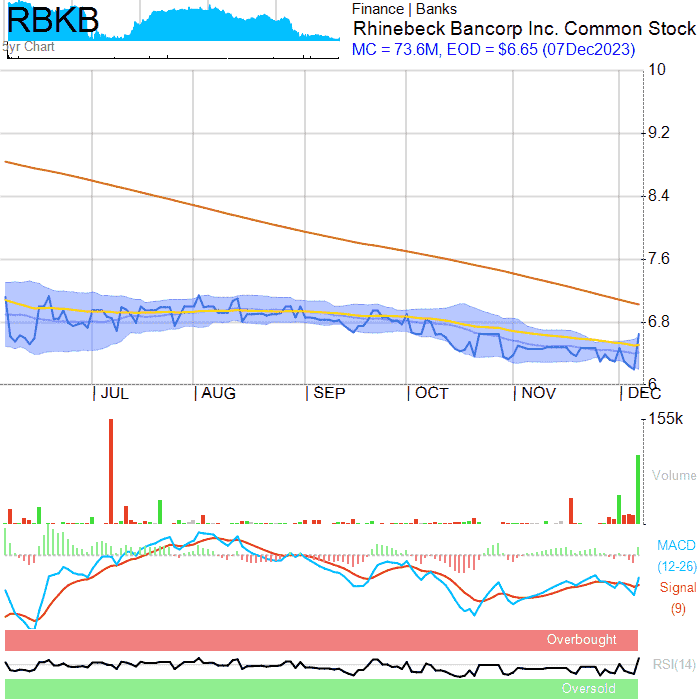 RBKB
5yr Chart
Finance | Banks
Rhinebeck Bancorp Inc. Common Stock
MC = 73.6M, EOD = $6.65 (07Dec2023)
10
9.2
8.4
7.6
6.8
6
JUL AUG SEP OCT NOV DEC
155k
Volume
MACD
(12-26)
Signal
(9)
Overbought
RSI(14)
Oversold